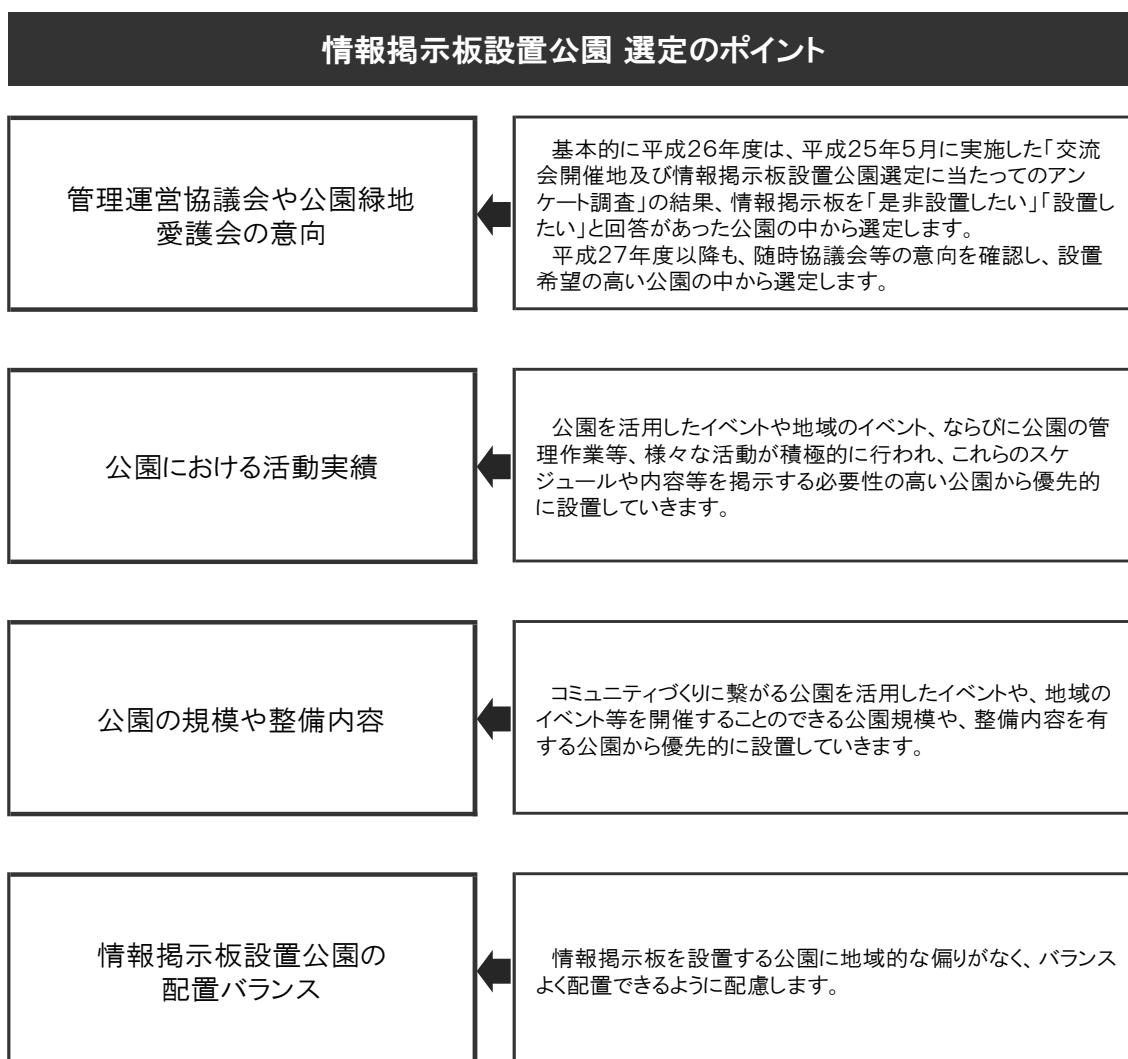 情報掲示板設置公園 選定のポイント
管理運営協議会や公園緑地
愛護会の意向
基本的に平成26年度は、平成25年5月に実施した「交流
会開催地及び情報掲示板設置公園選定に当たってのアン
ケート調査」の結果、情報掲示板を「是非設置したい」「設置し
たい」と回答があった公園の中から選定します。
平成27年度以降も、随時協議会等の意向を確認し、設置
希望の高い公園の中から選定します。
公園における活動実績
公園を活用したイベントや地域のイベント、ならびに公園の管
理作業等、様々な活動が積極的に行われ、これらのスケ
ジュールや内容等を掲示する必要性の高い公園から優先的
に設置していきます。
公園の規模や整備内容
コミュニティづくりに繋がる公園を活用したイベントや、地域の
イベント等を開催することのできる公園規模や、整備内容を有
する公園から優先的に設置していきます。
情報掲示板設置公園の
配置バランス
情報掲示板を設置する公園に地域的な偏りがなく、バランス
よく配置できるように配慮します。